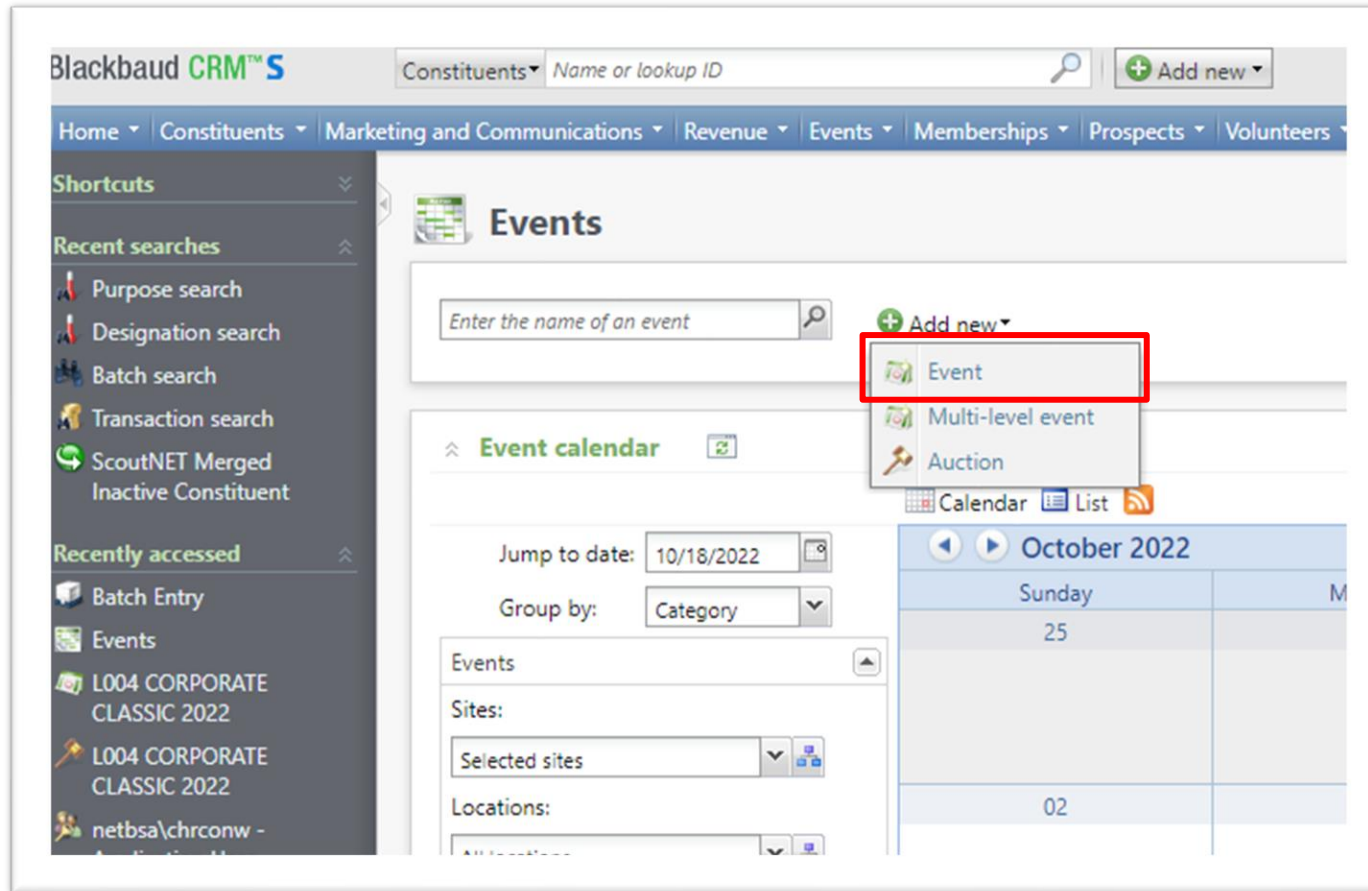 Blackbaud CRM™ S
Constituents Name or lookup ID
Add new
Home Constituents Marketing and Communications Revenue Events Memberships Prospects Volunteers
Shortcuts
Recent searches
Purpose search
Designation search
Batch search
Transaction search
ScoutNET Merged
Inactive Constituent
Recently accessed
Batch Entry
Events
L004 CORPORATE
CLASSIC 2022
L004 CORPORATE
CLASSIC 2022
netbsa\chrconw -
Events
Enter the name of an event
Add new
Event
Multi-level event
Auction
Event calendar
Calendar List
Jump to date: 10/18/2022
Group by: Category
Events
Sites:
Selected sites
Locations:
October 2022
Sunday
M
25
02